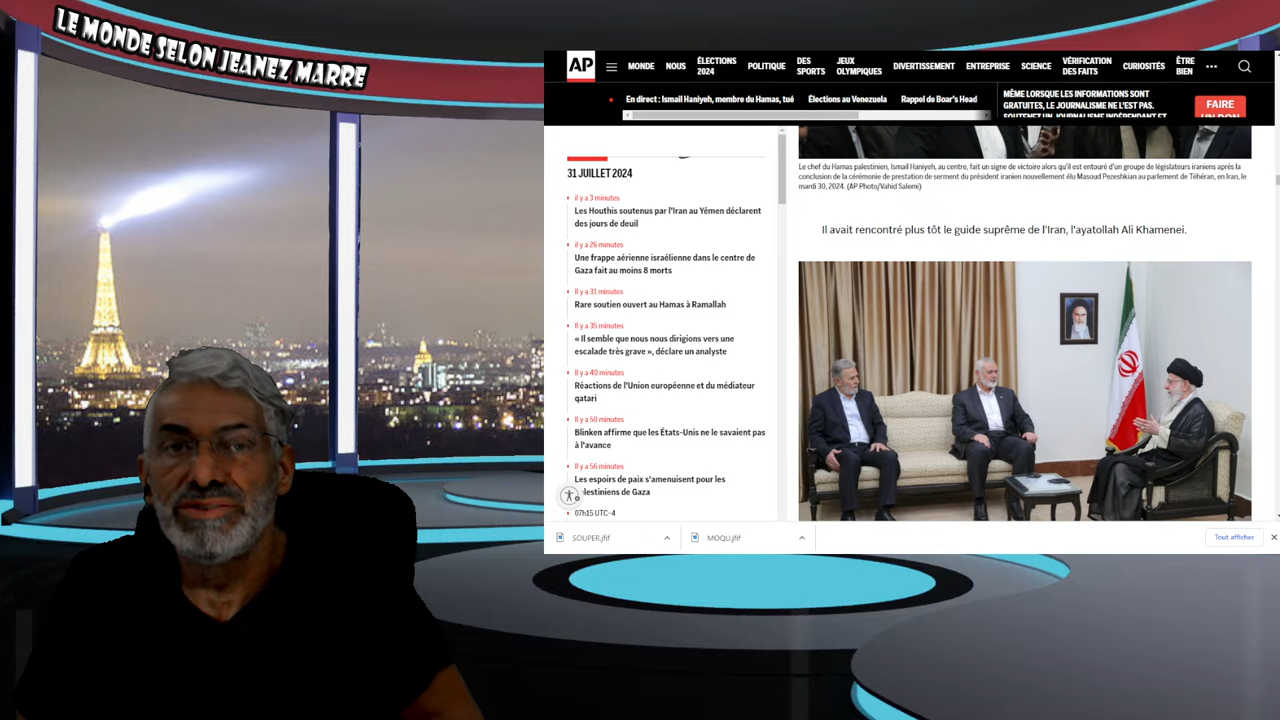 LE MONDE SELON JEANEZ MARRE
AP
MONDE
NOUS
ÉLECTIONS
2024
POLITIQUE
DES
SPORTS
JEUX
OLYMPIQUES
DIVERTISSEMENT
ENTREPRISE
SCIENCE
VÉRIFICATION
DES FAITS
CURIOSITÉS
ÊTRE
BIEN
En direct : Ismail Haniyeh, membre du Hamas, tué
Élections au Venezuela
Rappel de Boar's Head
MÊME LORSQUE LES INFORMATIONS SONT
GRATUITES, LE JOURNALISME NE L'EST PAS.
SOUTENEZ UN JOURNALISME INDÉPENDANT ET
FAIRE
UN DON
31 JUILLET 2024
il y a 3 minutes
Les Houthis soutenus par l'Iran au Yémen déclarent
des jours de deuil
il y a 26 minutes
Une frappe aérienne israélienne dans le centre de
Gaza fait au moins 8 morts
Il y a 31 minutes
Rare soutien ouvert au Hamas à Ramallah
Il y a 35 minutes
« Il semble que nous nous dirigions vers une
escalade très grave », déclare un analyste
Il y a 40 minutes
Réactions de l'Union européenne et du médiateur
qatari
Il y a 50 minutes
Blinken affirme que les États-Unis ne le savaient pas
à l'avance
Il y a 56 minutes
Les espoirs de paix s'amenuisent pour les
alestiniens de Gaza
07h15 UTC-4
Le chef du Hamas palestinien, Ismail Haniyeh, au centre, fait un signe de victoire alors qu'il est entouré d'un groupe de législateurs iraniens après la
conclusion de la cérémonie de prestation de serment du président iranien nouvellement élu Masoud Pezeshkian au parlement de Téhéran, en Iran, le
mardi 30, 2024. (AP Photo/Vahid Salemi)
Il avait rencontré plus tôt le guide suprême de l'Iran, l'ayatollah Ali Khamenei.
SOUPER.jfif
MOQU.jfif
Tout afficher